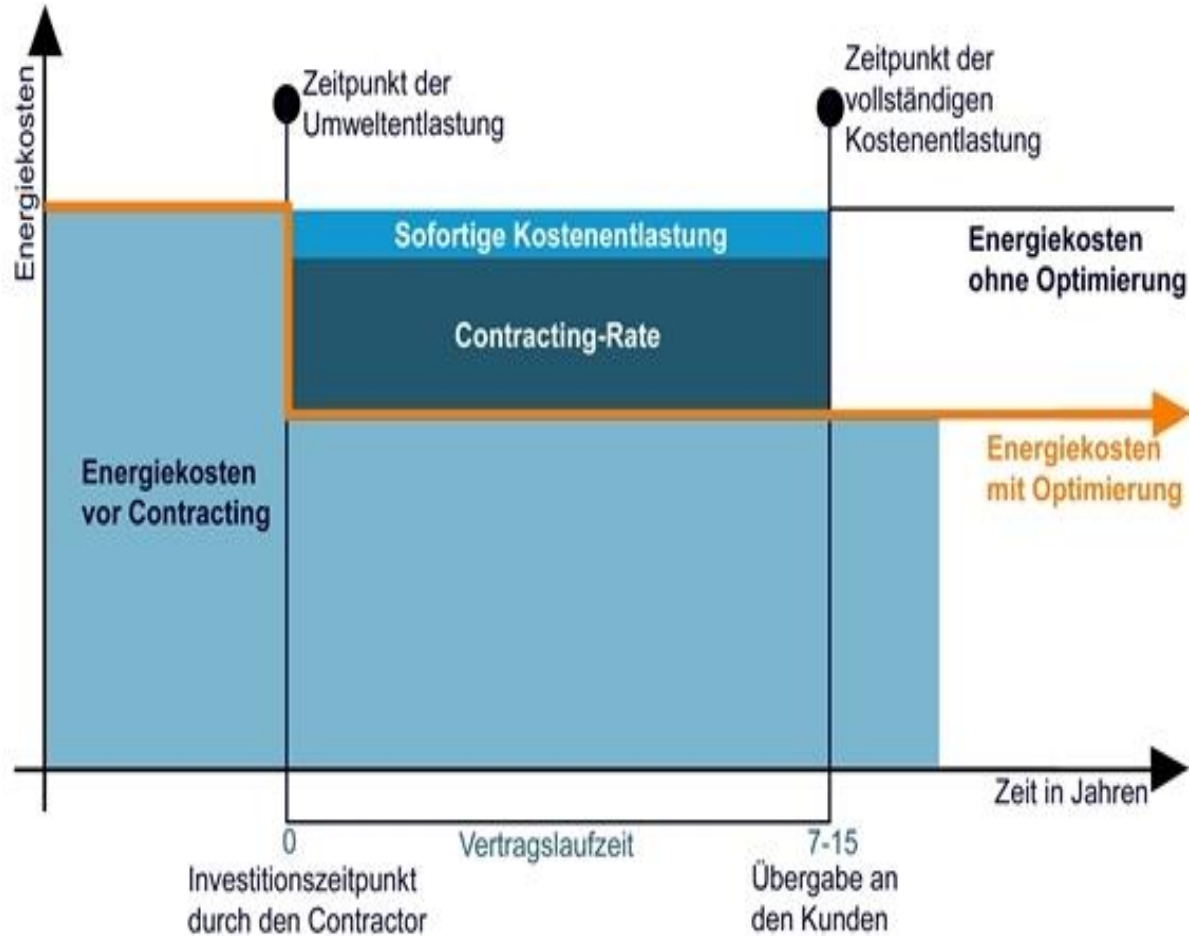 Energiekosten
Zeitpunkt der
Umweltentlastung
Zeitpunkt der
vollständigen
Kostenentlastung
Sofortige Kostenentlastung
Contracting-Rate
Energiekosten
ohne Optimierung
Energiekosten
vor Contracting
Energiekosten
mit Optimierung
Zeit in Jahren
0
Vertragslaufzeit
7-15
Investitionszeitpunkt
durch den Contractor
Übergabe an
den Kunden